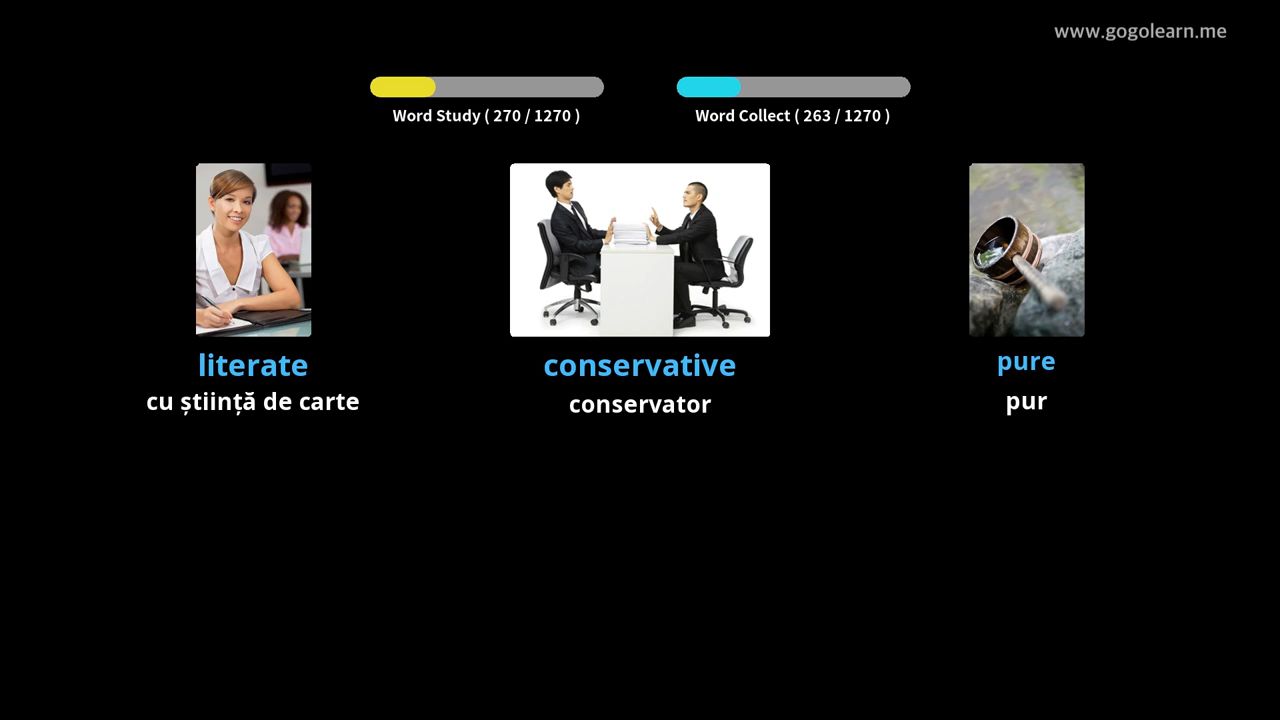 www.gogolearn.me
Word Study ( 270 / 1270 )
Word Collect ( 263 / 1270 )
literate
cu știință de carte
conservative
conservator
pure
pur